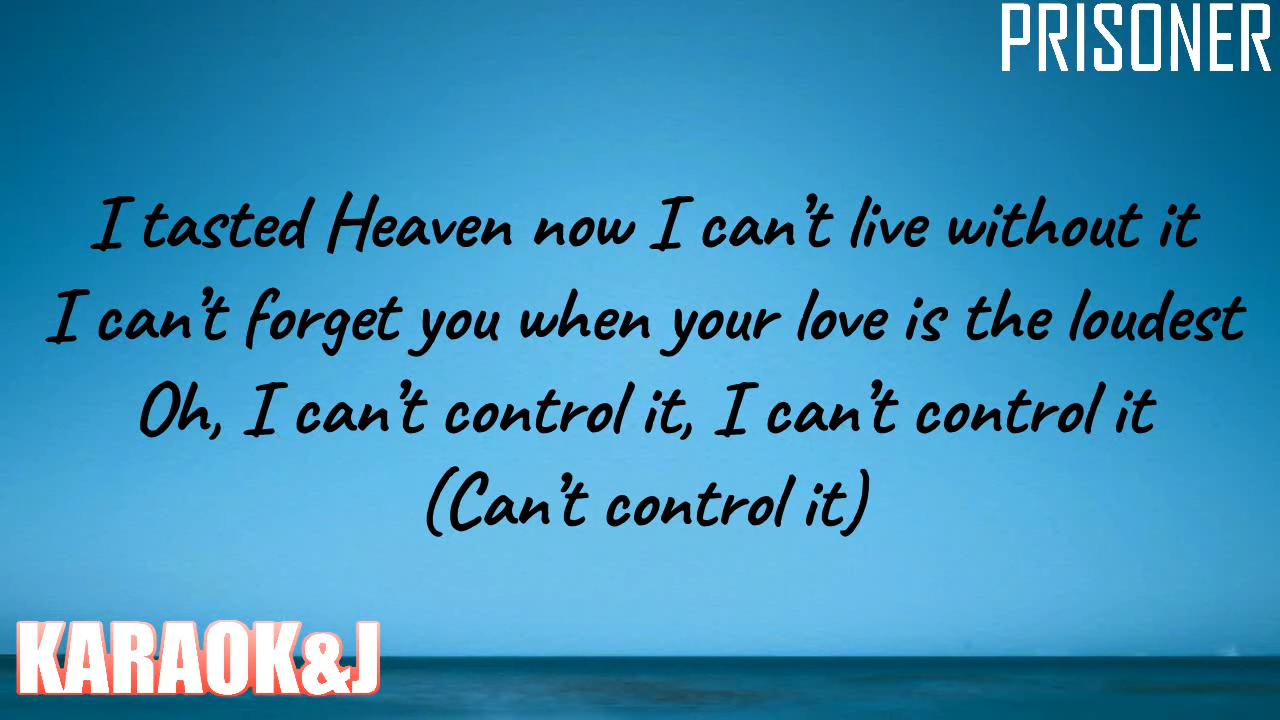 PRISONER
I tasted Heaven now I can't live without it
I can't forget you when your love is the loudest
Oh, I can't control it, I can't control it
(Can't control it)
KARAOK&J